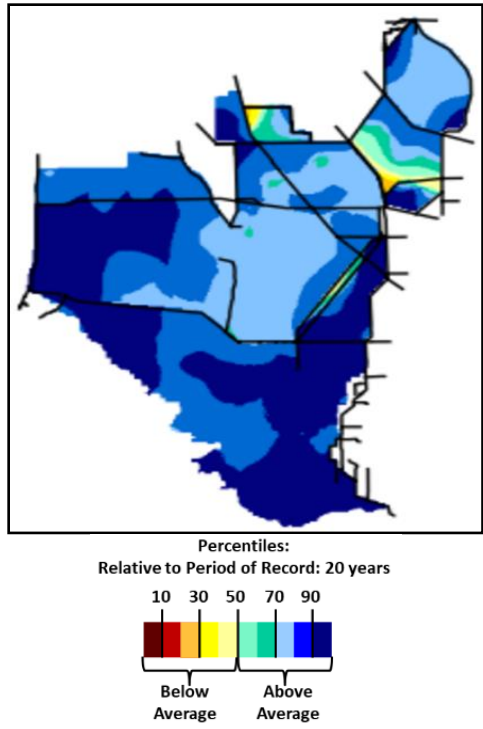 Percentiles:
Relative to Period of Record: 20 years
10 30 50 70 90
Below Above
Average Average